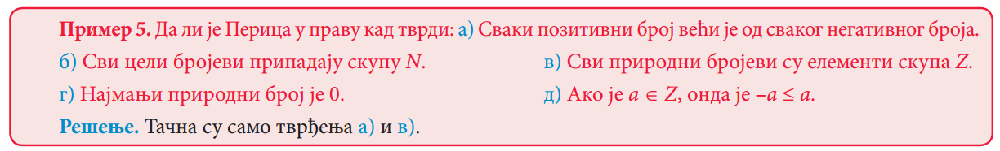 Пример 5. Да ли је Перица у праву кад тврди: а) Сваки позитивни број већи је од сваког негативног броја.
б) Сви цели бројеви припадају скупу N. в) Сви природни бројеви су елементи скупа Z.
г) Најмањи природни број је 0. д) Ако је a ∈ Z, онда је –a ≤ a.
Решење. Тачна су само тврђења а) и в).